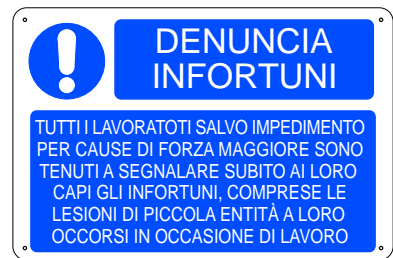 DENUNCIA
INFORTUNI
TUTTI I LAVORATOTI SALVO IMPEDIMENTO
PER CAUSE DI FORZA MAGGIORE SONO
TENUTI A SEGNALARE SUBITO AI LORO
CAPI GLI INFORTUNI, COMPRESE LE
LESIONI DI PICCOLA ENTITÀ A LORO
OCCORSI IN OCCASIONE DI LAVORO